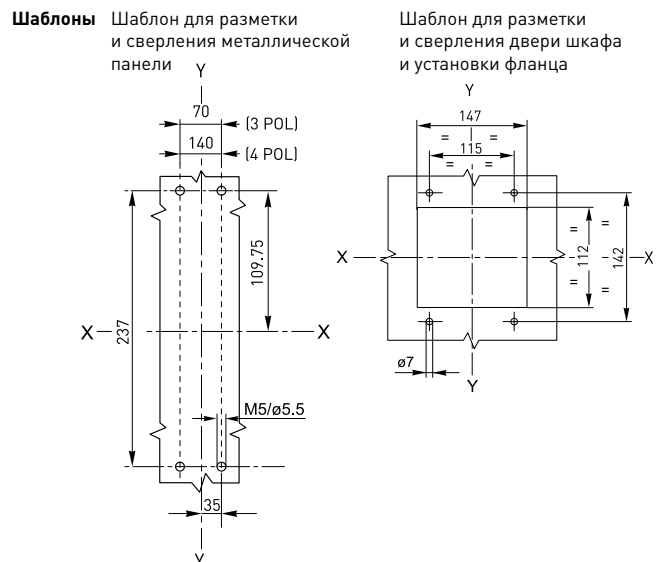 Шаблоны
Шаблон для разметки
и сверления металлической
панели
Y
70
(3 POL)
140
(4 POL)
109.75
237
X
X
M5/ø5.5
35
Y
Шаблон для разметки
и сверления двери шкафа
и установки фланца
Y
147
= =
115
= =
X
X
112
142
= =
= =
ø7
Y